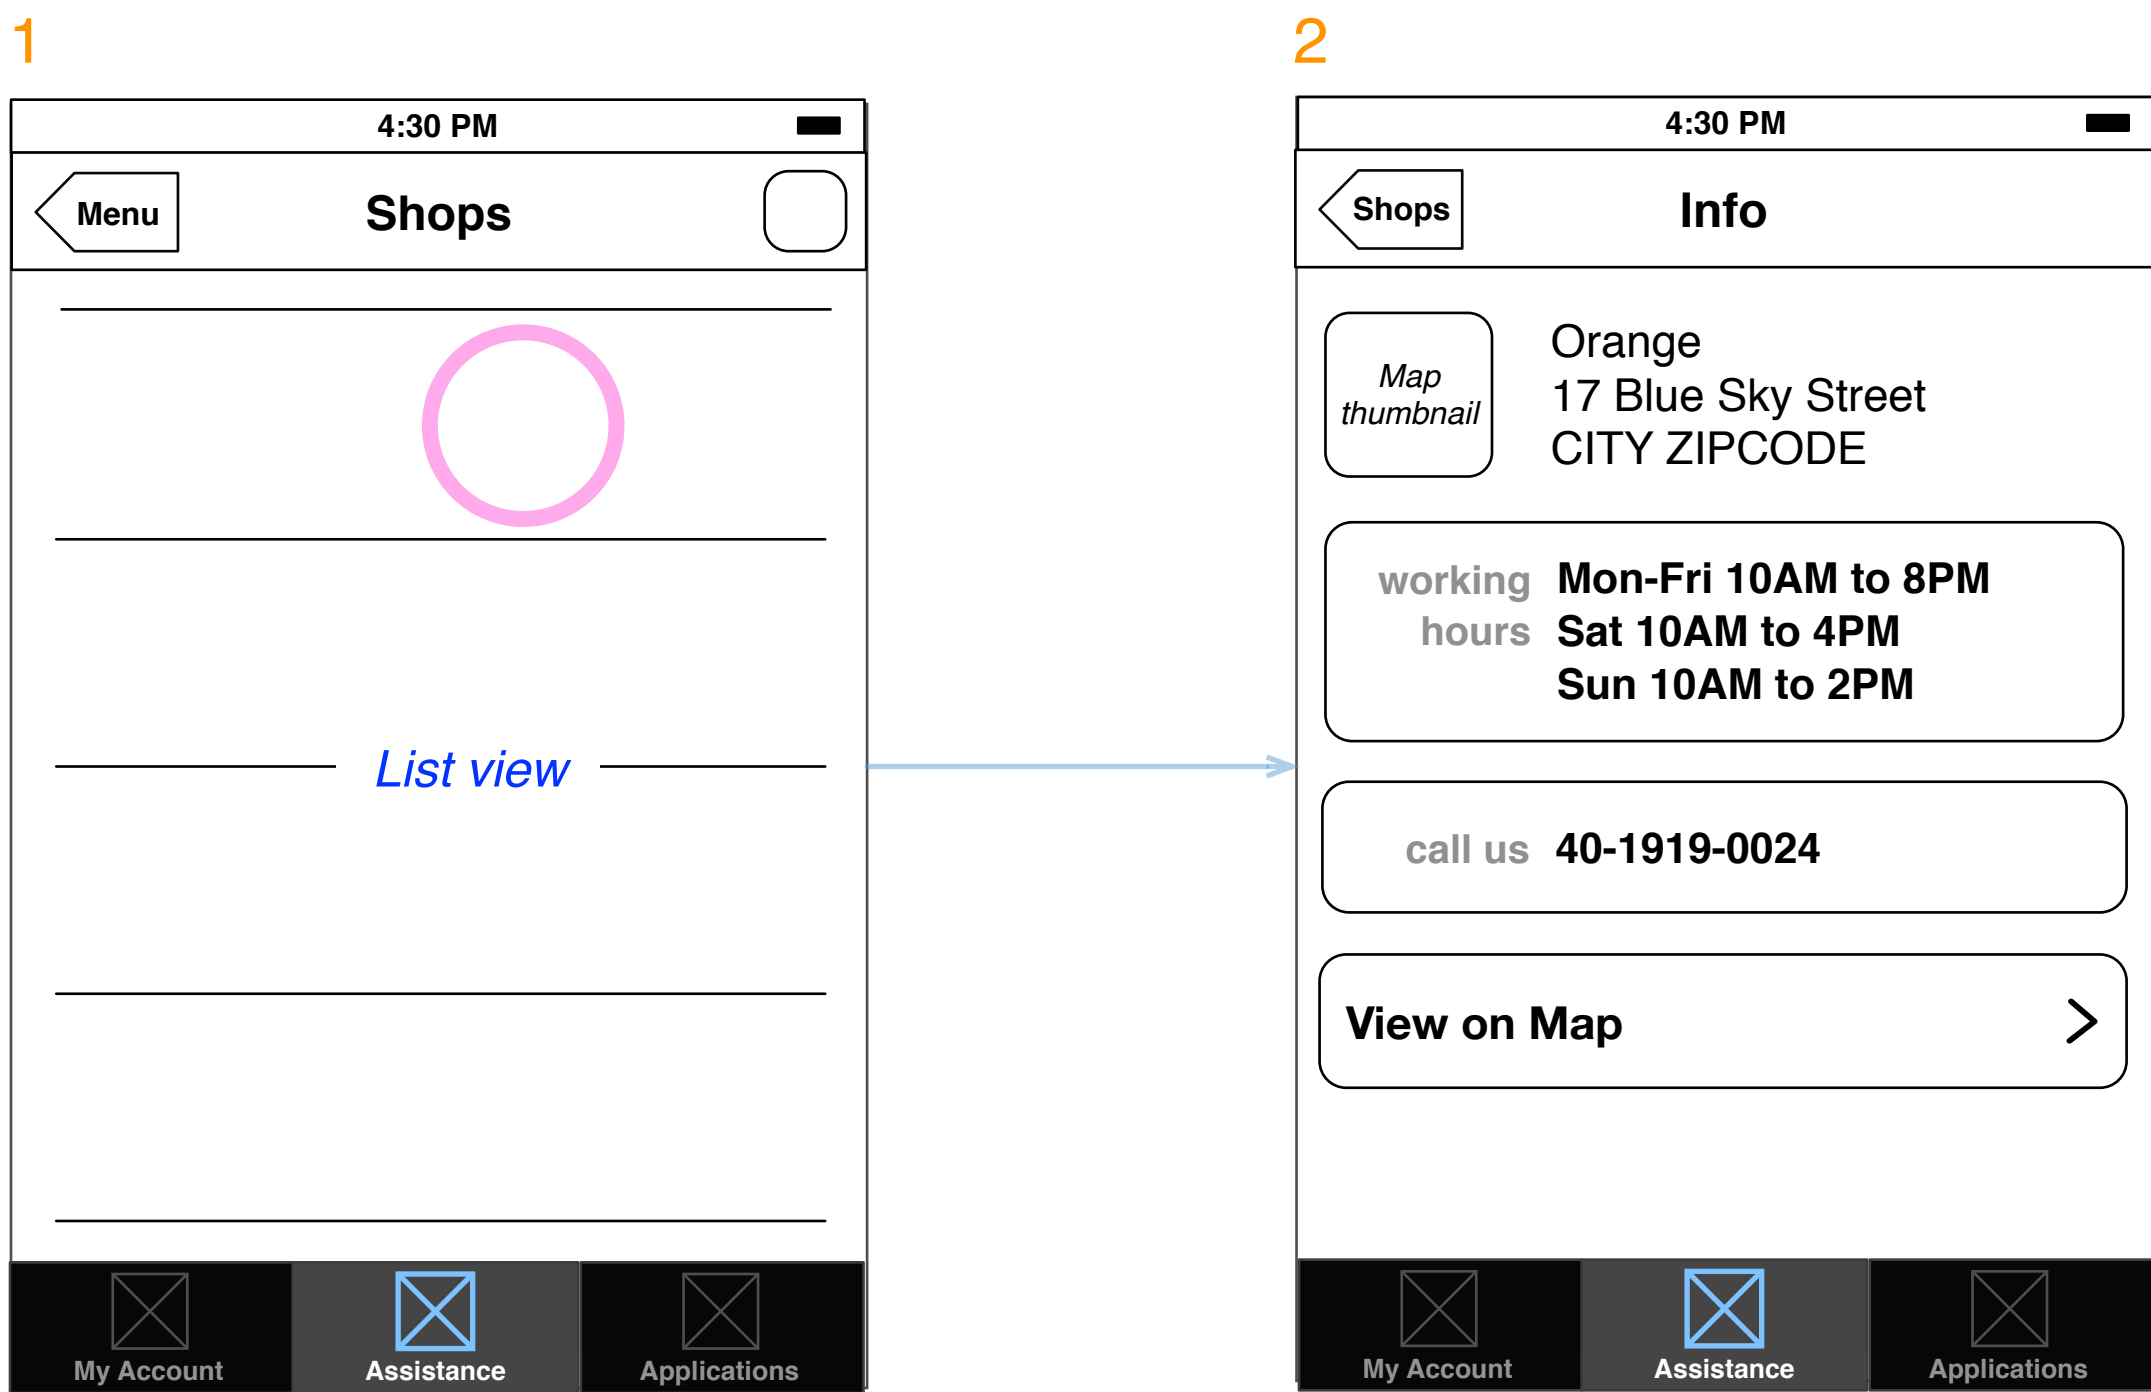 1
4:30 PM
Menu
Shops
List view
My Account
Assistance
Applications
2
4:30 PM
Shops
Info
Map
thumbnail
Orange
17 Blue Sky Street
CITY ZIPCODE
working
hours
Mon-Fri 10AM to 8PM
Sat 10AM to 4PM
Sun 10AM to 2PM
call us
40-1919-0024
View on Map
My Account
Assistance
Applications